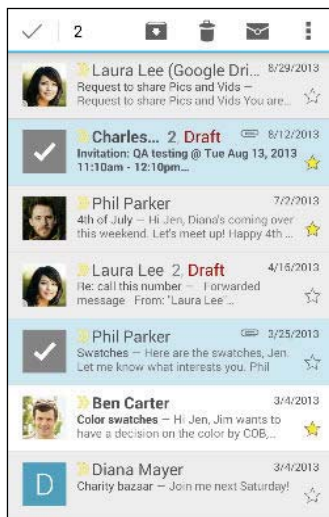 2
Laura Lee (Google Dri... 8/29/2013
Request to share Pics and Vids –
Request to share Pics and Vids You are...
Charles... 2, Draft 8/12/2013
Invitation: QA testing @ Tue Aug 13, 2013
11:10am - 12:10pm...
Phil Parker 7/2/2013
4th of July – Hi Jen, Diana's coming over
this weekend. Let's meet up! Happy 4th ...
Laura Lee 2, Draft 4/16/2013
Re: call this number – Forwarded
message From: "Laura Lee"...
Phil Parker 3/25/2013
Swatches – Here are the swatches, Jen.
Let me know what interests you. Phil
Ben Carter 3/4/2013
Color swatches – Hi Jen, Jim wants to
have a decision on the color by COB,...
D Diana Mayer 3/4/2013
Charity bazaar – Join me next Saturday!